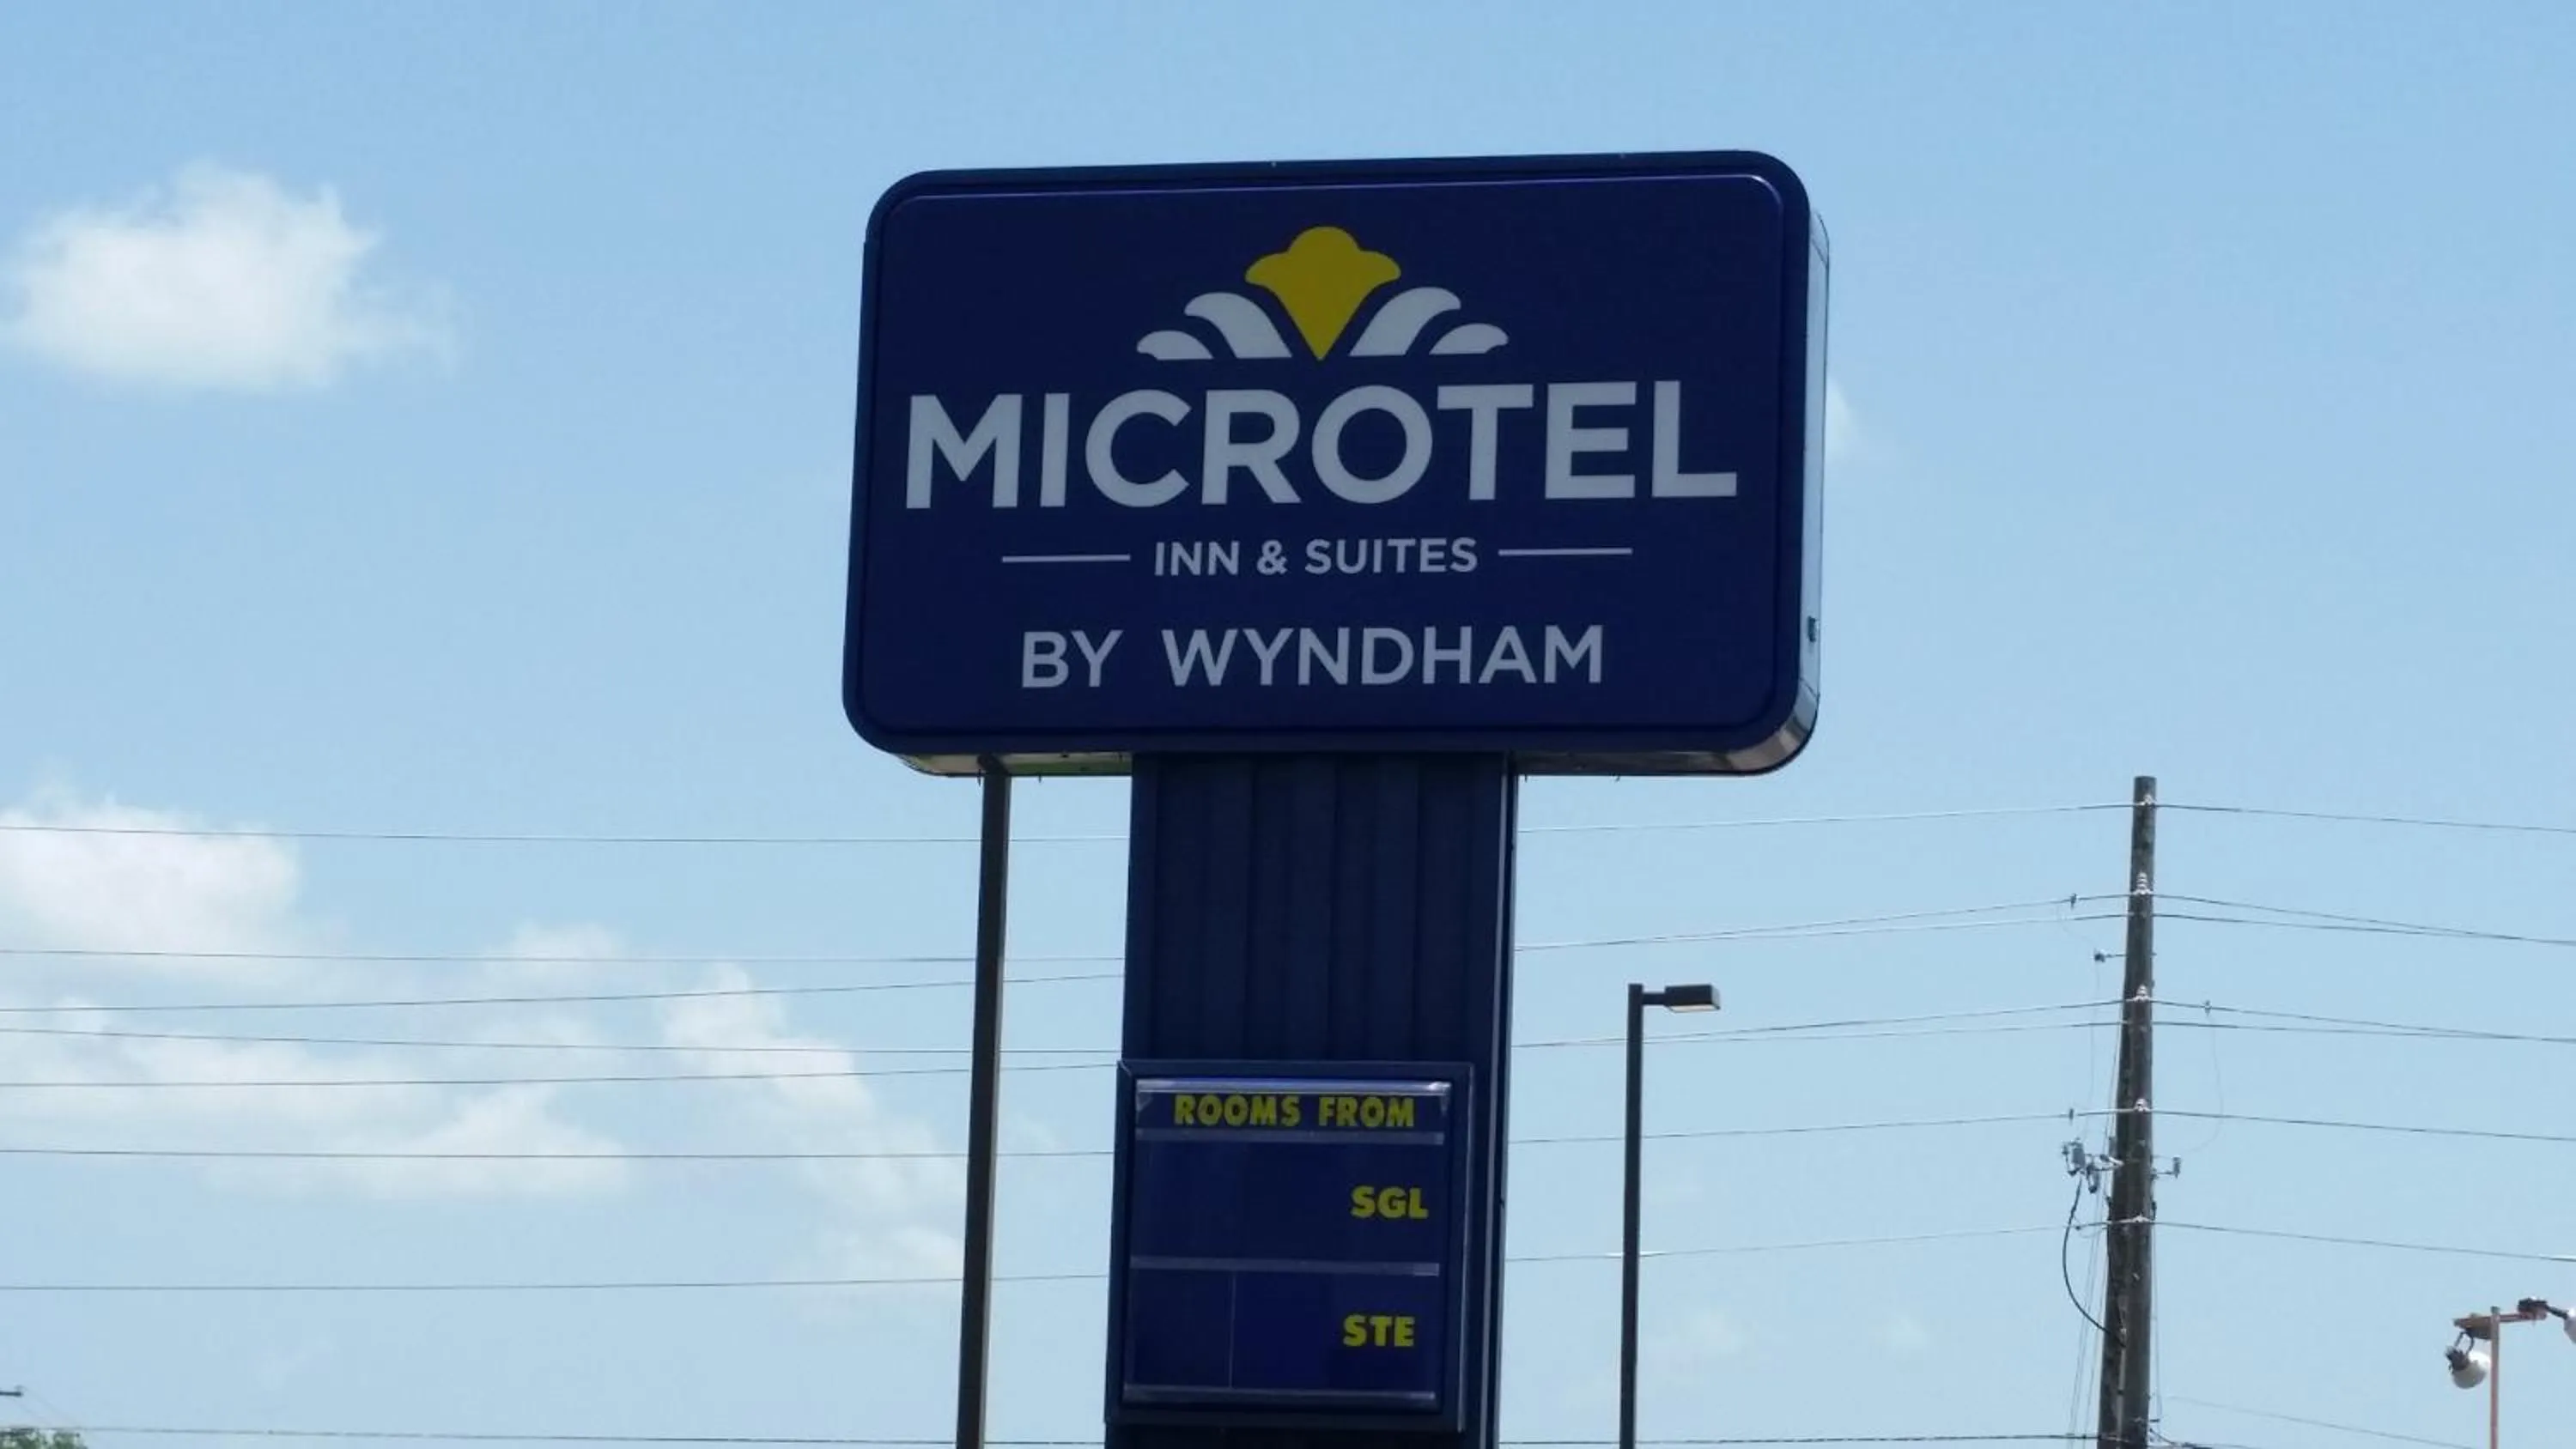 MICROTEL
INN & SUITES
BY WYNDHAM
ROOMS FROM
SGL
STE